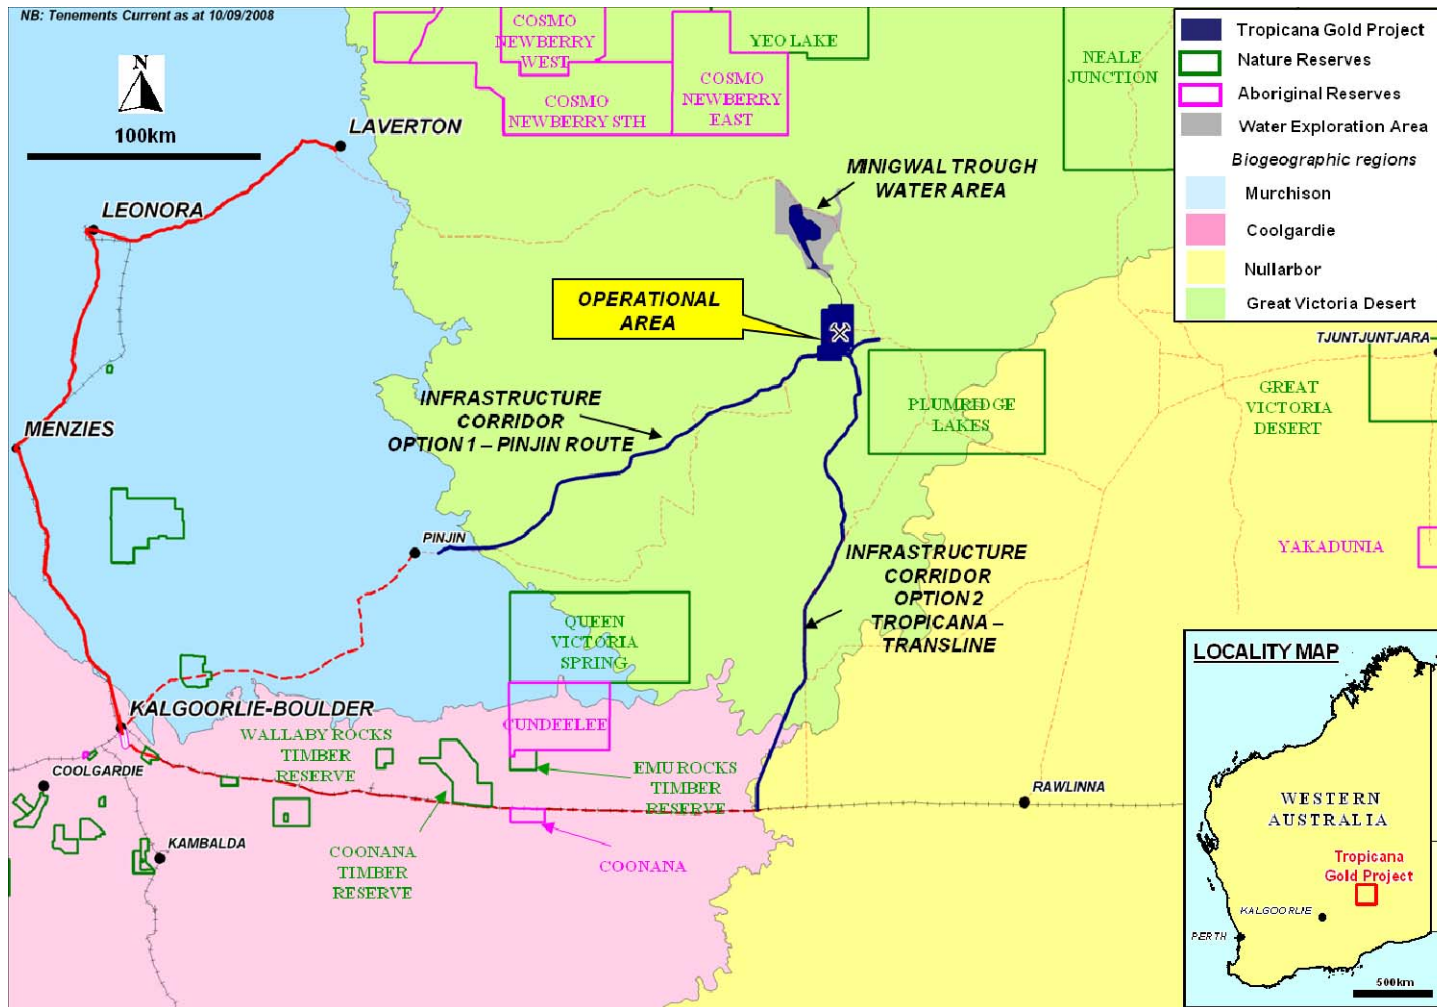 NB: Tenements Current as at 10/09/2008
N
100km
COSMO
NEWBERRY
WEST
YEO LAKE
COSMO
NEWBERRY STH
COSMO
NEWBERRY
EAST
NEALE
JUNCTION
Tropicana Gold Project
Nature Reserves
Aboriginal Reserves
Water Exploration Area
Biogeographic regions
Murchison
Coolgardie
Nullarbor
Great Victoria Desert
LAVERTON
LEONORA
MINIGWAL TROUGH
WATER AREA
OPERATIONAL
AREA
TJUNTJUNTJARA
INFRASTRUCTURE
CORRIDOR
OPTION 1 – PINJIN ROUTE
PLUMRIDGE
LAKES
GREAT
VICTORIA
DESERT
MENZIES
PINJIN
INFRASTRUCTURE
CORRIDOR
OPTION 2
TROPICANA –
TRANSLINE
YAKADUNIA
QUEEN
VICTORIA
SPRING
KALGOORLIE-BOULDER
CUNDEELEE
WALLABY ROCKS
TIMBER
RESERVE
COOLGARDIE
EMU ROCKS
TIMBER
RESERVE
RAWLINNA
KAMBALDA
COONANA
TIMBER
RESERVE
COONANA
LOCALITY MAP
WESTERN
AUSTRALIA
Tropicana
Gold Project
KALGOORLIE
PERTH
500km